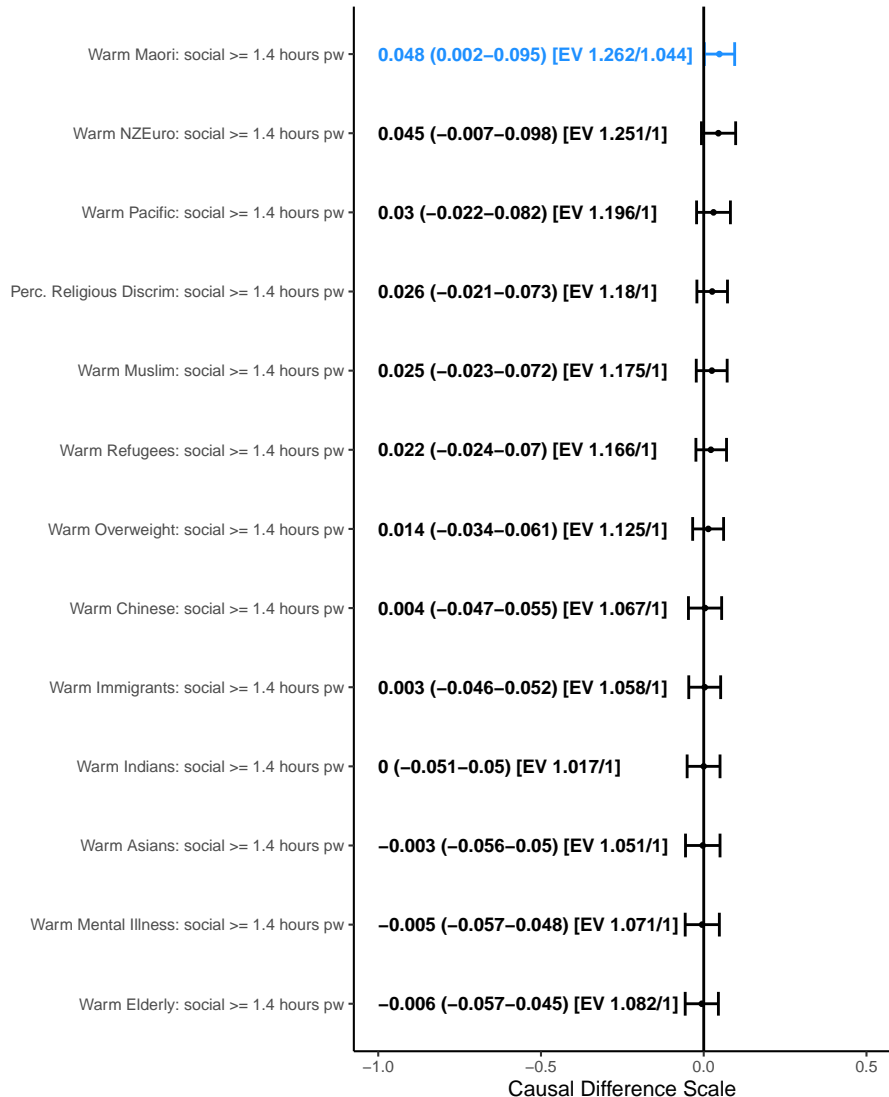 Warm Maori: social >= 1.4 hours pw 0.048 (0.002−0.095) [EV 1.262/1.044]
Warm NZEuro: social >= 1.4 hours pw 0.045 (−0.007−0.098) [EV 1.251/1]
Warm Pacific: social >= 1.4 hours pw 0.03 (−0.022−0.082) [EV 1.196/1]
Perc. Religious Discrim: social >= 1.4 hours pw 0.026 (−0.021−0.073) [EV 1.18/1]
Warm Muslim: social >= 1.4 hours pw 0.025 (−0.023−0.072) [EV 1.175/1]
Warm Refugees: social >= 1.4 hours pw 0.022 (−0.024−0.07) [EV 1.166/1]
Warm Overweight: social >= 1.4 hours pw 0.014 (−0.034−0.061) [EV 1.125/1]
Warm Chinese: social >= 1.4 hours pw 0.004 (−0.047−0.055) [EV 1.067/1]
Warm Immigrants: social >= 1.4 hours pw 0.003 (−0.046−0.052) [EV 1.058/1]
Warm Indians: social >= 1.4 hours pw 0 (−0.051−0.05) [EV 1.017/1]
Warm Asians: social >= 1.4 hours pw −0.003 (−0.056−0.05) [EV 1.051/1]
Warm Mental Illness: social >= 1.4 hours pw −0.005 (−0.057−0.048) [EV 1.071/1]
Warm Elderly: social >= 1.4 hours pw −0.006 (−0.057−0.045) [EV 1.082/1]
−1.0 −0.5 0.0 0.5
Causal Difference Scale